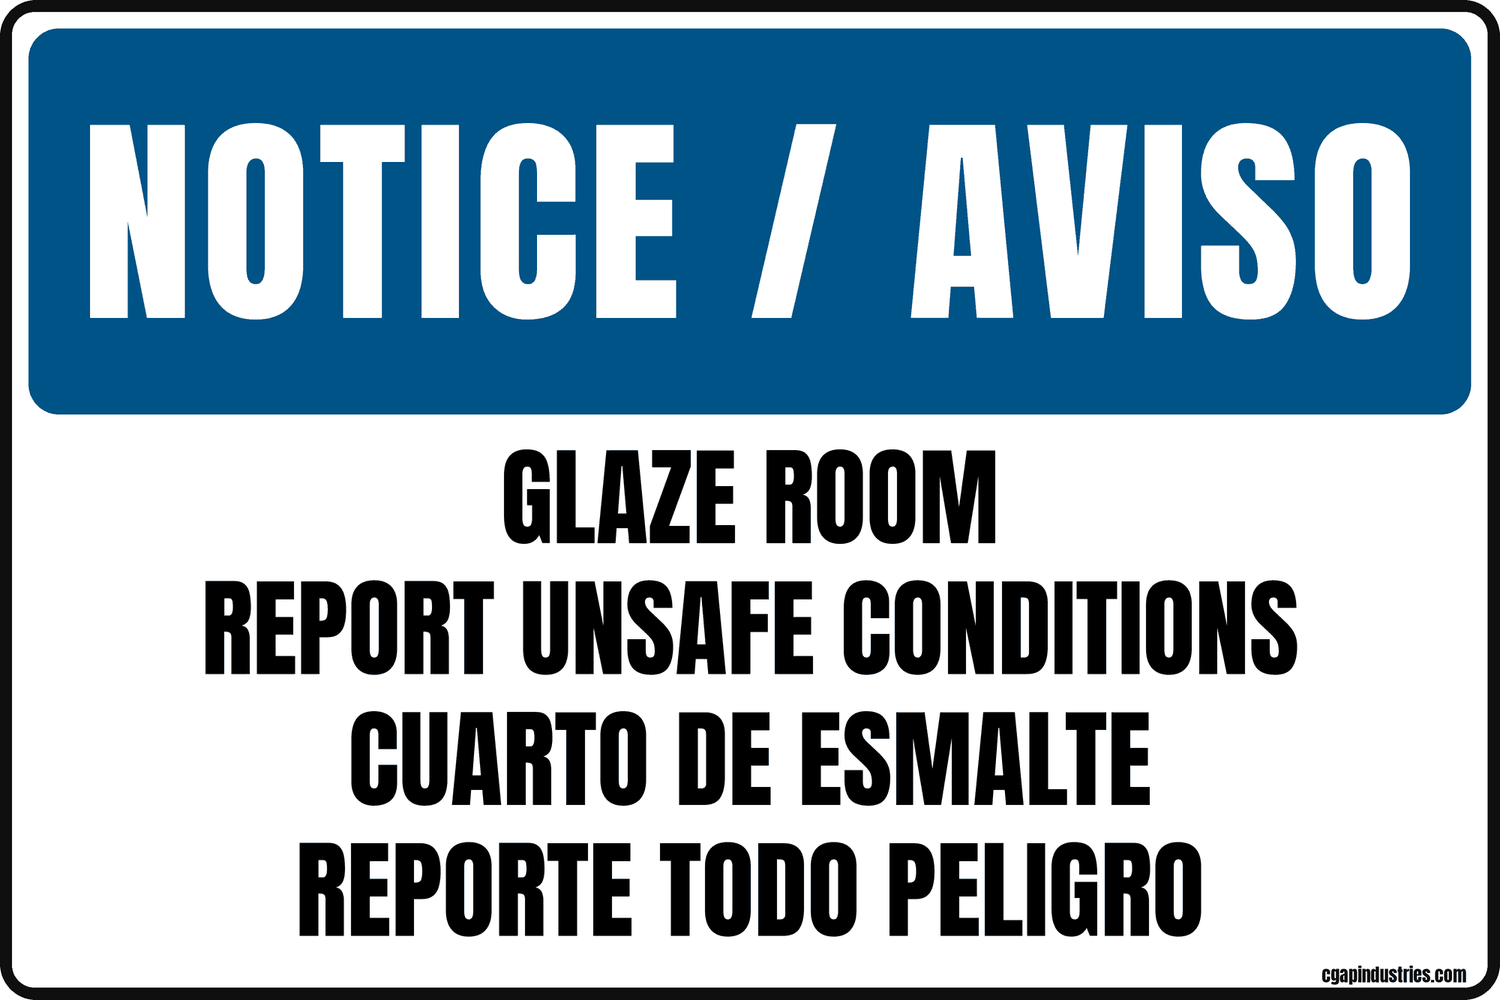 NOTICE / AVISO
GLAZE ROOM
REPORT UNSAFE CONDITIONS
CUARTO DE ESMALTE
REPORTE TODO PELIGRO
cgapindustries.com